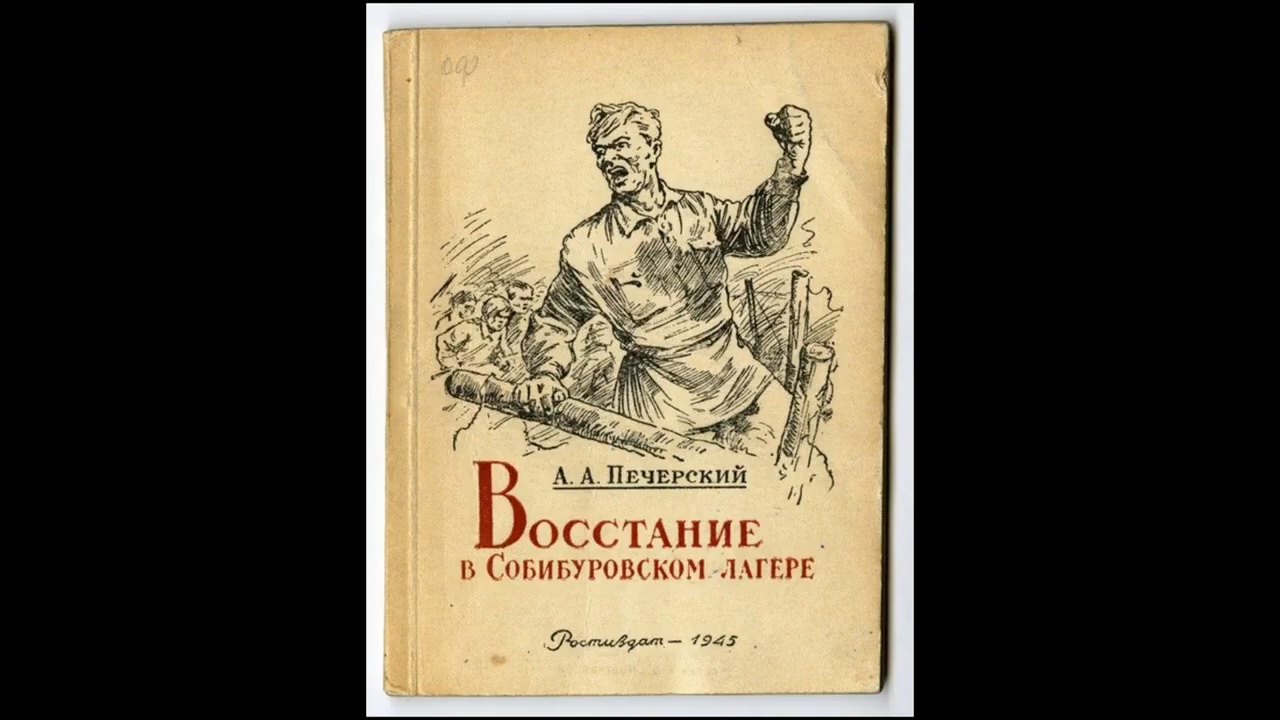 А. А. Печерский
Восстание
в Собибуровском лагере
Ростиздат — 1945